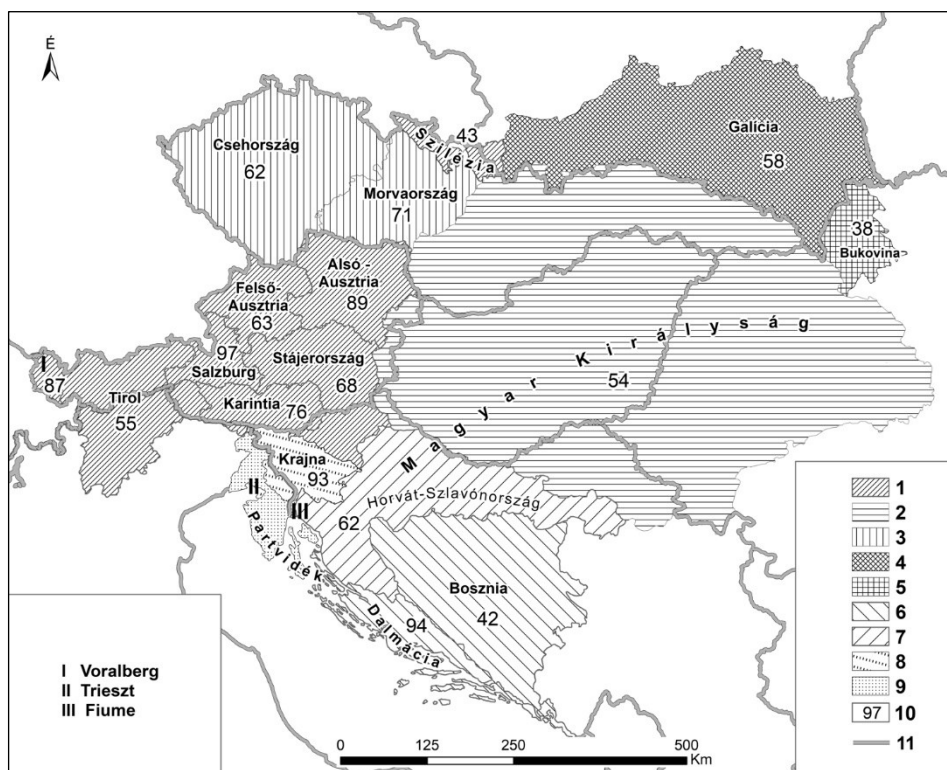 É
Csehország
62
Szilézia
43
Galícia
58
Morvaország
71
38
Bukovina
Alsó -
Ausztria
89
Felső-
Ausztria
63
97
Salzburg
Stájerország
68
I
87
Tiról
55
Karintia
76
Magyar Királyság
54
Krajna
93
II
III
Partvidék
Horvát-Szlavónország
62
Bosznia
42
Dalmácia
94
I Voralberg
II Trieszt
III Fiume
0 125 250 500
Km
1
2
3
4
5
6
7
8
9
97 10
11